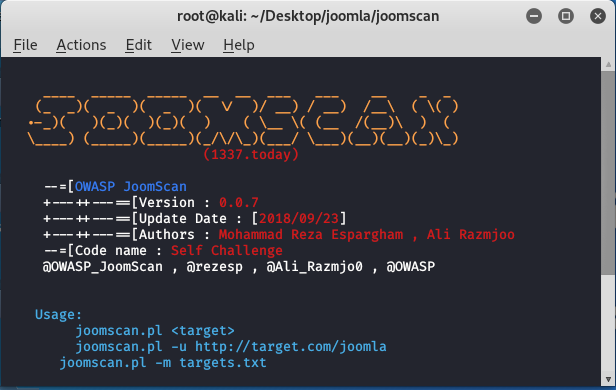 root@kali: ~/Desktop/joomla/joomscan
File Actions Edit View Help
JOOMSCAN
(1337.today)
--=[OWASP JoomScan
+---++---==[Version : 0.0.7
+---++---==[Update Date : [2018/09/23]
+---++---==[Authors : Mohammad Reza Espargham , Ali Razmjoo
--=[Code name : Self Challenge
@OWASP_JoomScan , @rezesp , @Ali_Razmjo0 , @OWASP
Usage:
joomscan.pl <target>
joomscan.pl -u http://target.com/joomla
joomscan.pl -m targets.txt